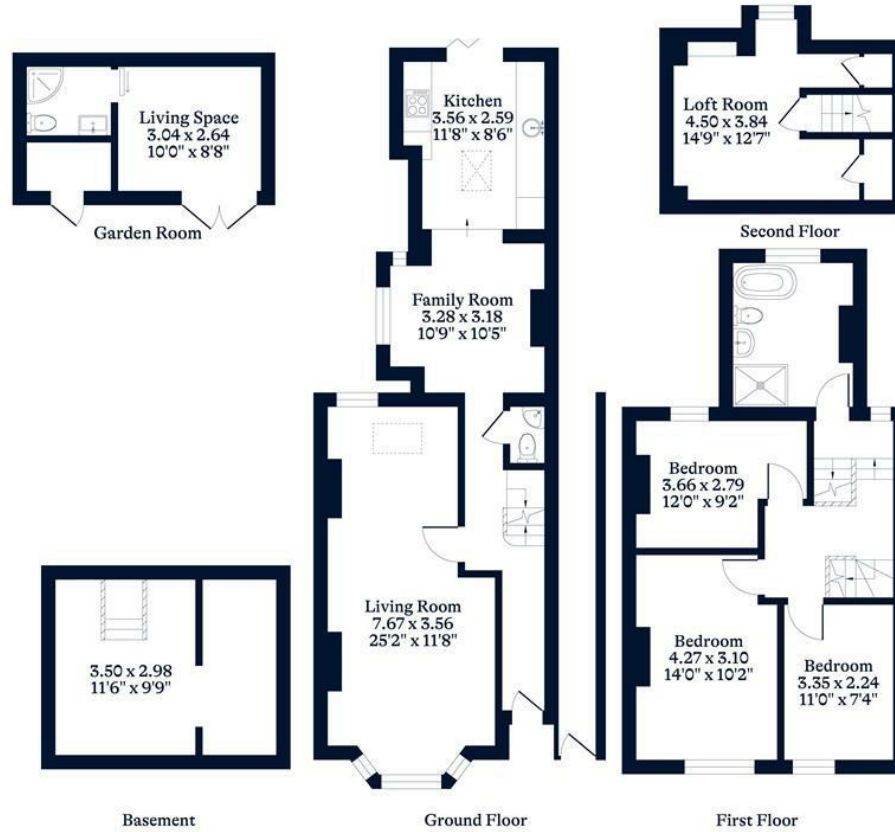 Living Space
3.04 x 2.64
10'0" x 8'8"
Garden Room
Kitchen
3.56 x 2.59
11'8" x 8'6"
Loft Room
4.50 x 3.84
14'9" x 12'7"
Second Floor
Family Room
3.28 x 3.18
10'9" x 10'5"
Bedroom
3.66 x 2.79
12'0" x 9'2"
Living Room
7.67 x 3.56
25'2" x 11'8"
Bedroom
4.27 x 3.10
14'0" x 10'2"
Bedroom
3.35 x 2.24
11'0" x 7'4"
3.50 x 2.98
11'6" x 9'9"
Basement
Ground Floor
First Floor